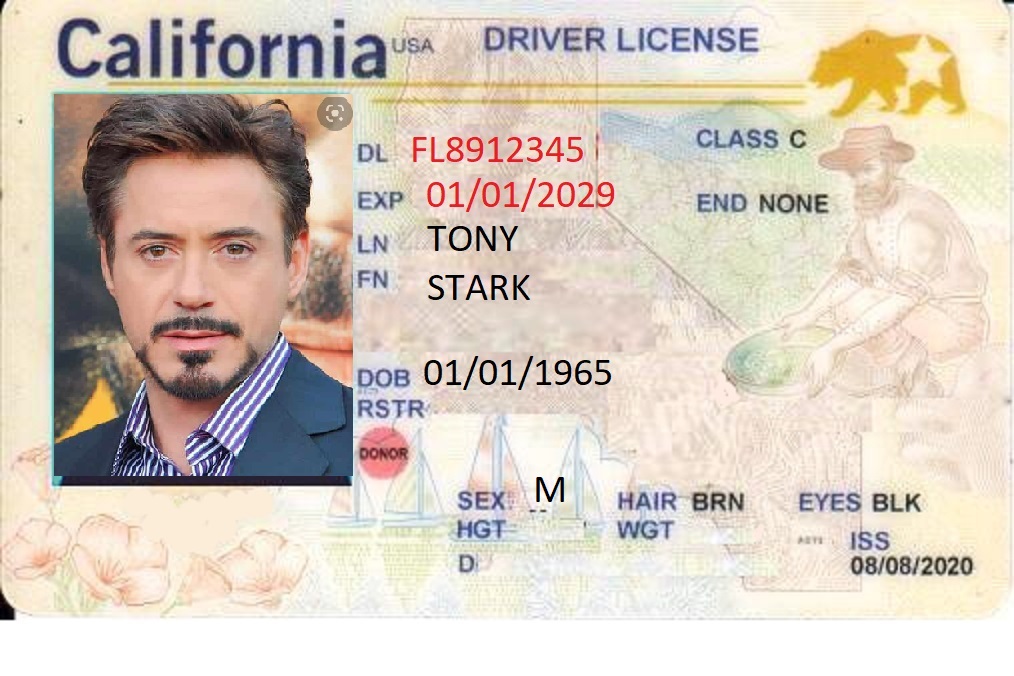 California USA DRIVER LICENSE
DL FL8912345 CLASS C
EXP 01/01/2029 END NONE
LN TONY
FN STARK
DOB 01/01/1965
RSTR
DONOR
SEX M HAIR BRN EYES BLK
HGT WGT ISS
D 08/08/2020